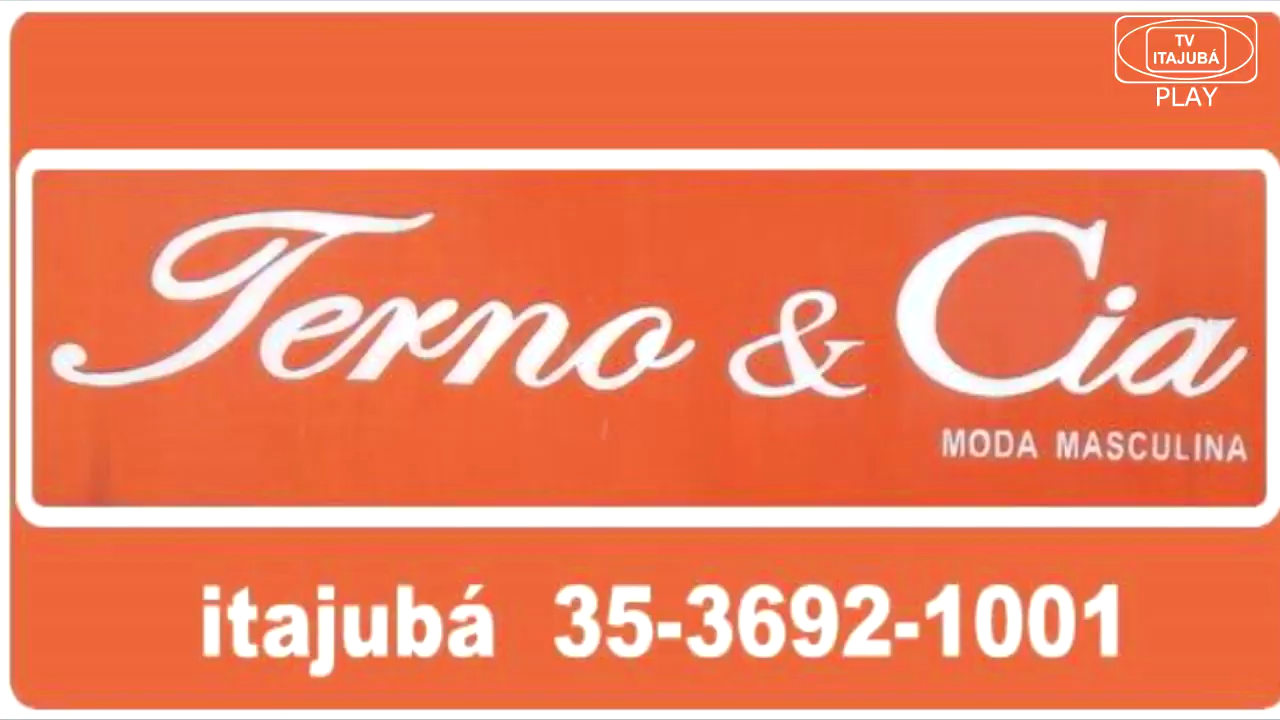 TV
ITAJUBÁ
PLAY
Terno & Cia
MODA MASCULINA
itajubá 35-3692-1001